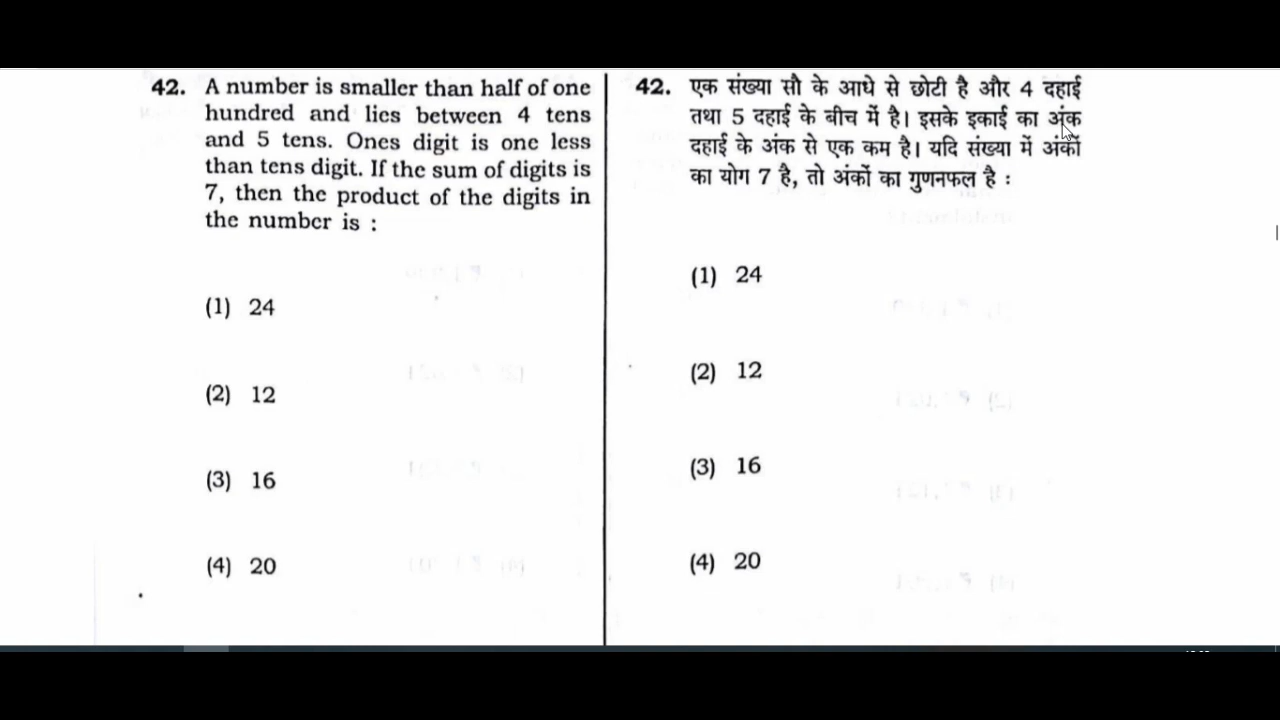 42. A number is smaller than half of one
hundred and lies between 4 tens
and 5 tens. Ones digit is one less
than tens digit. If the sum of digits is
7, then the product of the digits in
the number is :
(1) 24
(2) 12
(3) 16
(4) 20
42. एक संख्या सौ के आधे से छोटी है और 4 दहाई
तथा 5 दहाई के बीच में है। इसके इकाई का अंक
दहाई के अंक से एक कम है। यदि संख्या में अंकों
का योग 7 है, तो अंकों का गुणनफल है :
(1) 24
(2) 12
(3) 16
(4) 20